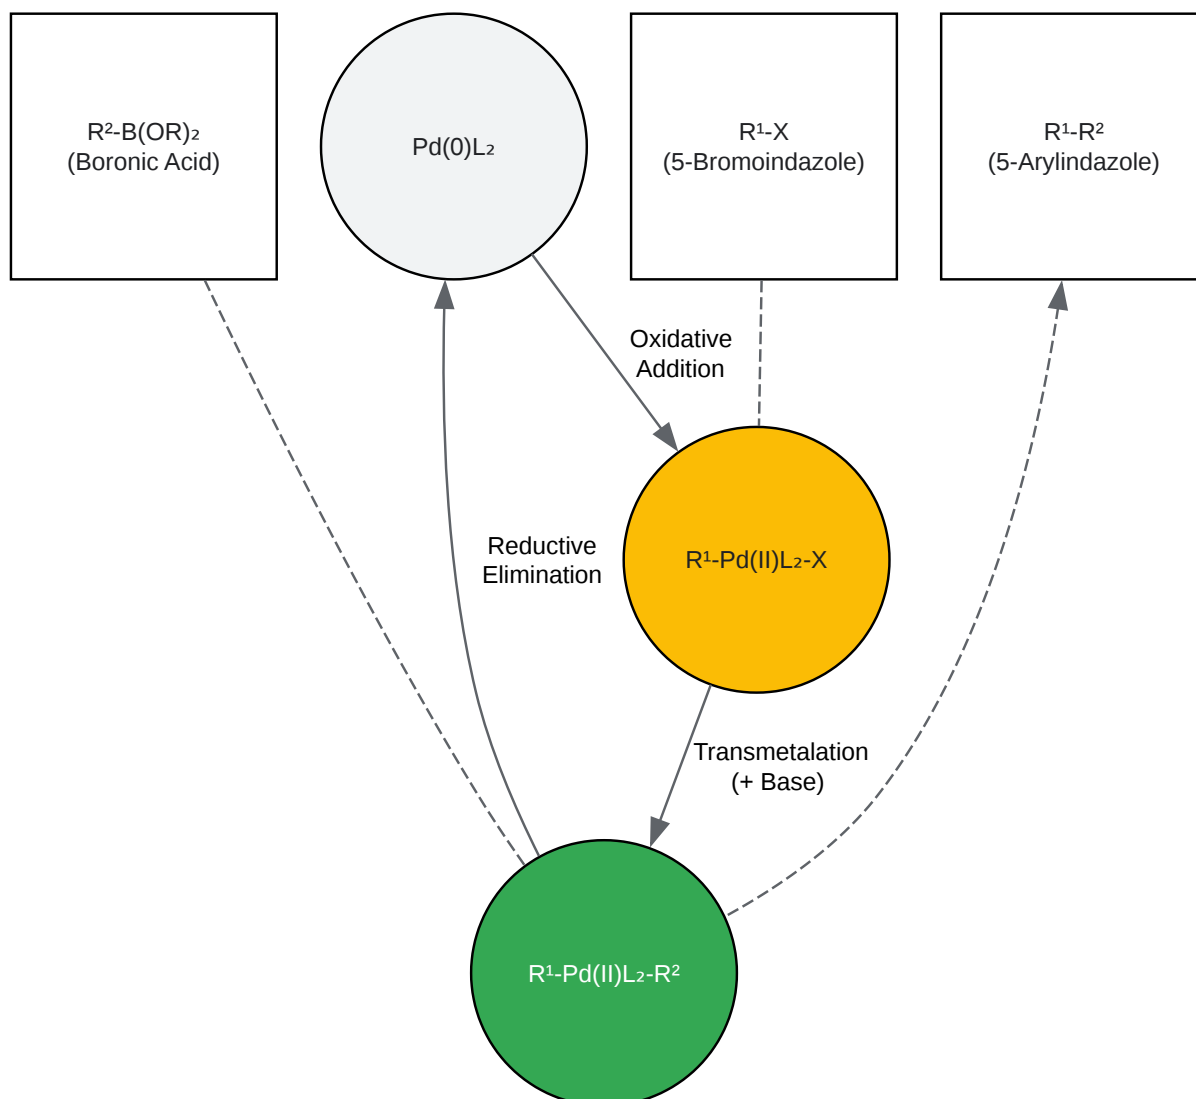 R²-B(OR)₂
(Boronic Acid)
Pd(0)L₂
R¹-X
(5-Bromoindazole)
R¹-R²
(5-Arylindazole)
Oxidative
Addition
Reductive
Elimination
R¹-Pd(II)L₂-X
Transmetalation
(+ Base)
R¹-Pd(II)L₂-R²